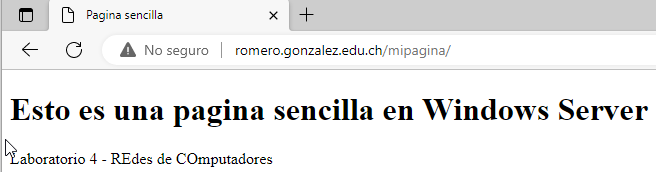 Pagina sencilla
No seguro romero.gonzalez.edu.ch/mipagina/
Esto es una pagina sencilla en Windows Server
Laboratorio 4 - REdes de COmputadores